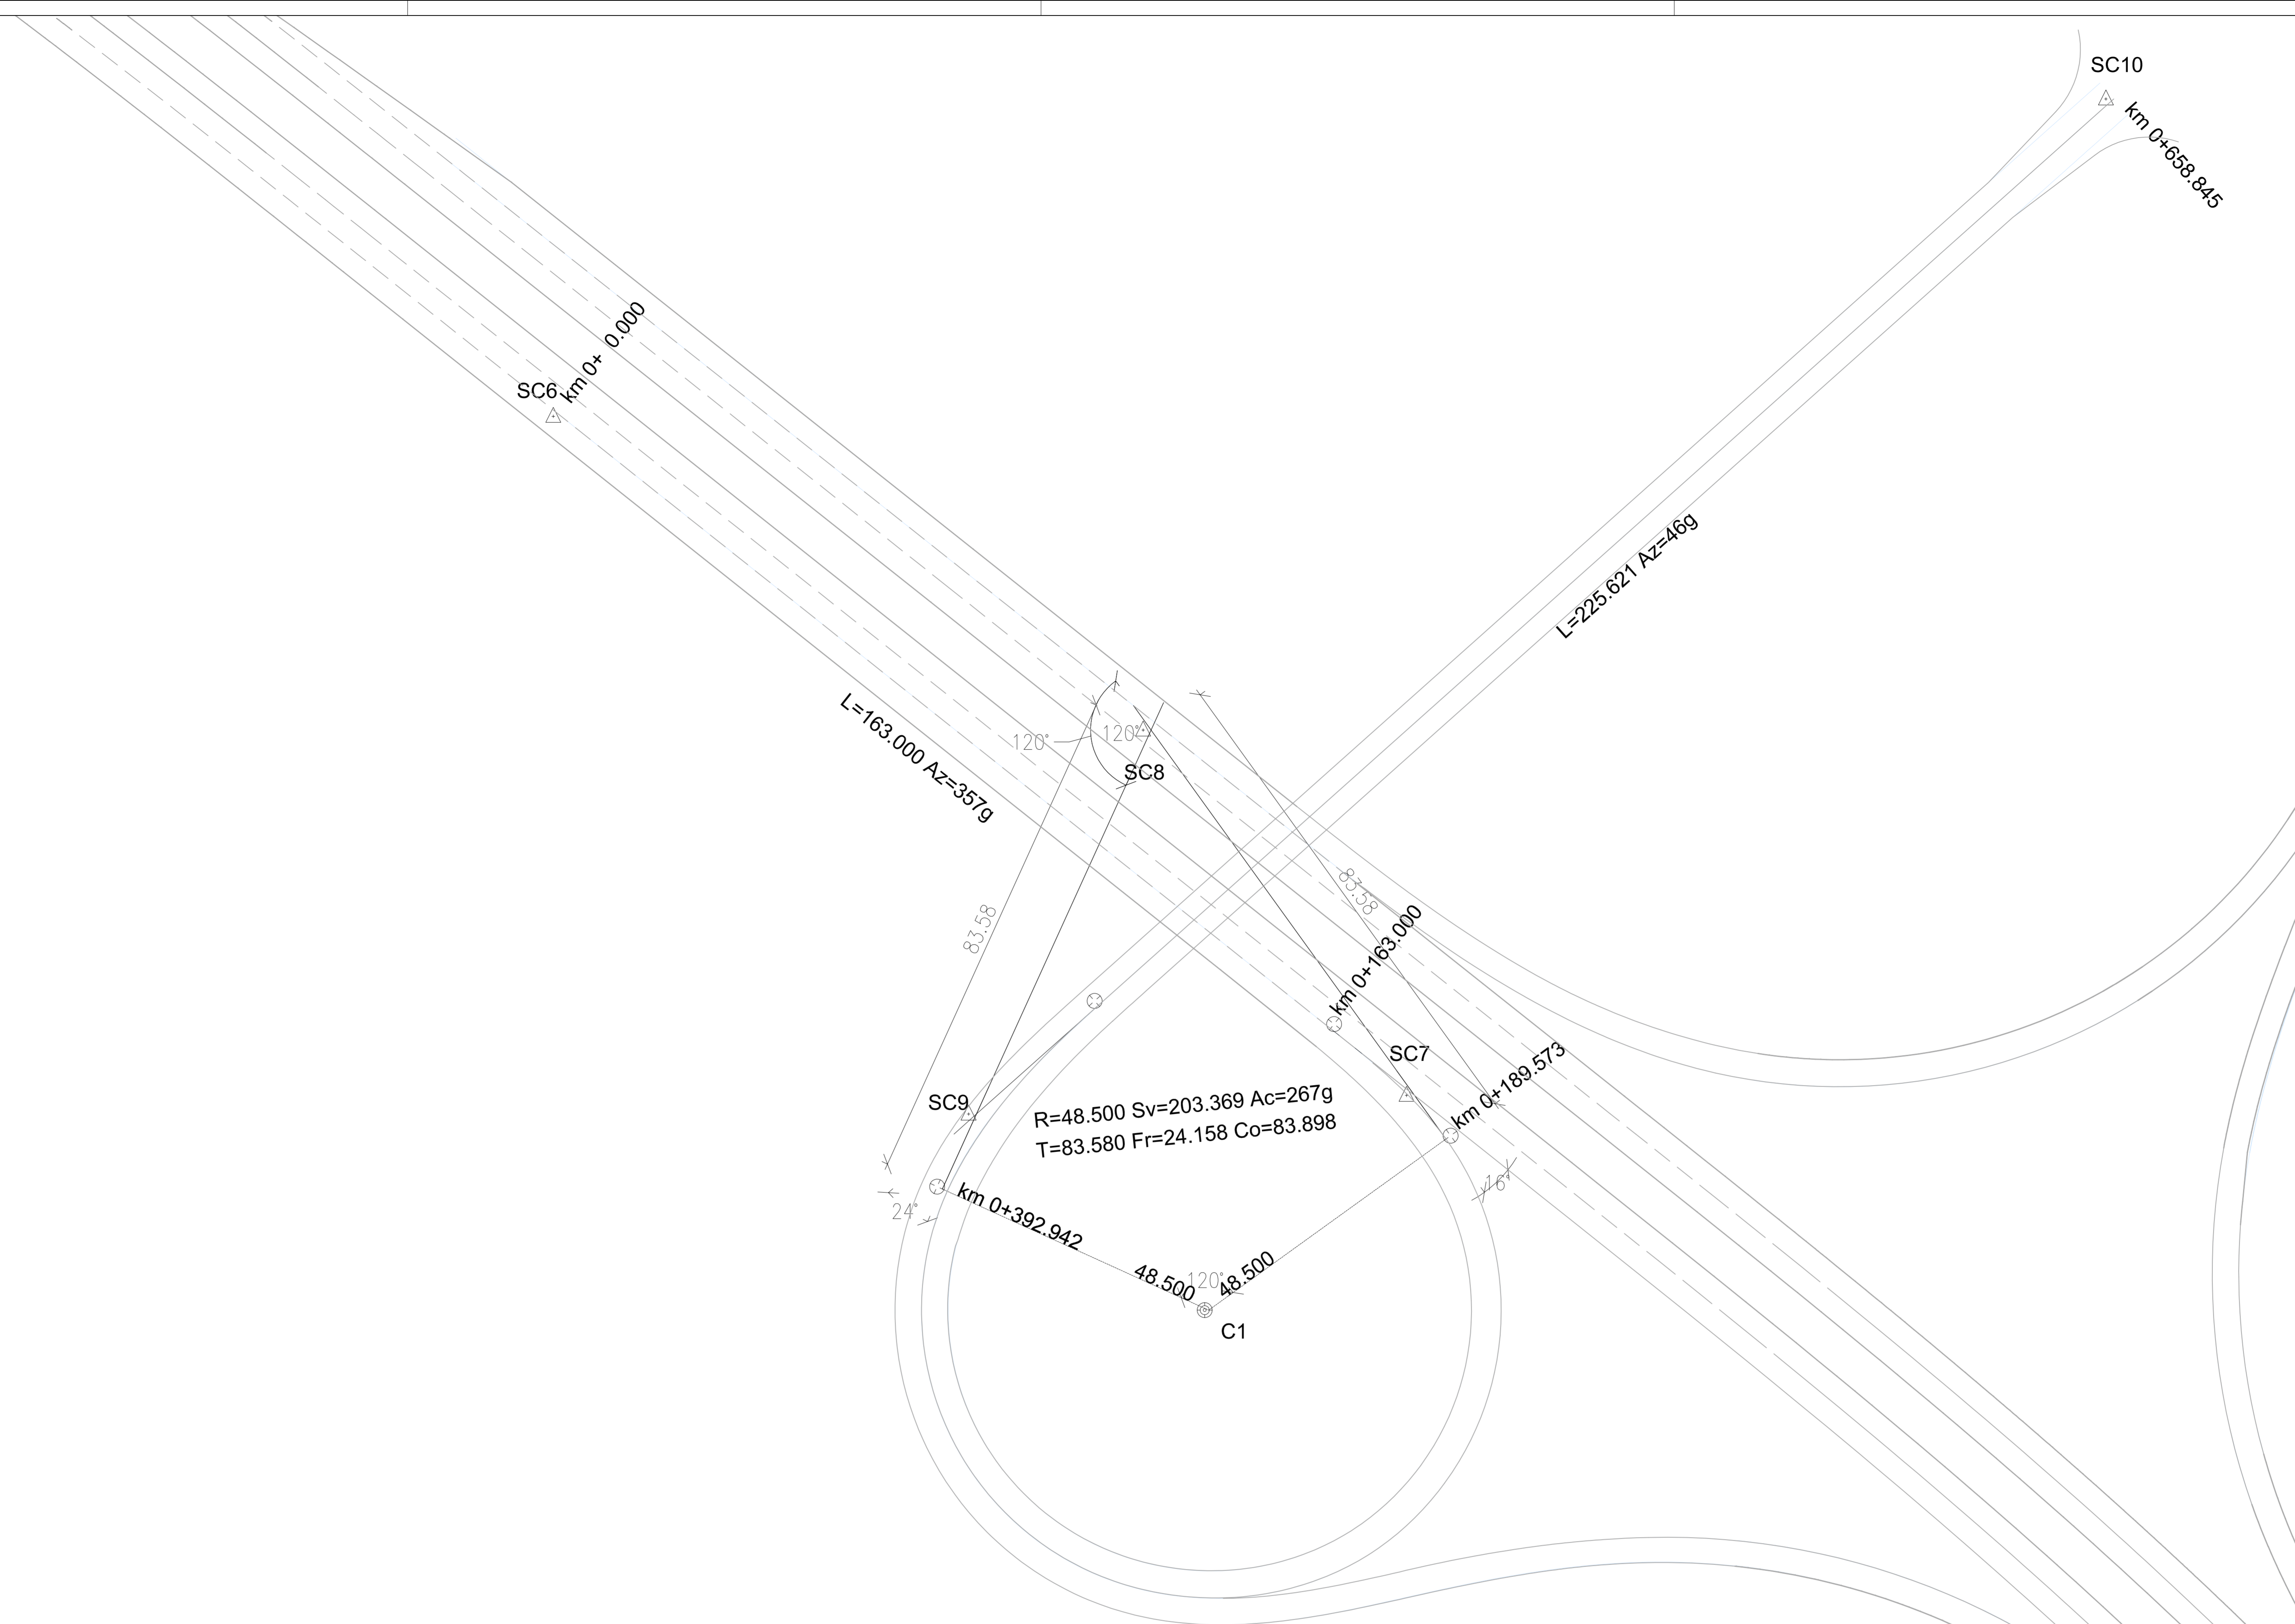 SC10
km 0+658.845
km 0+ 0.000
SC6
L=225.621 Az=46g
L=163.000 Az=357g
120°
120°
SC8
83.58
83.58
km 0+163.000
SC7
km 0+189.573
SC9
R=48.500 Sv=203.369 Ac=267g
T=83.580 Fr=24.158 Co=83.898
16°
24°
km 0+392.942
48.500
120°
48.500
C1